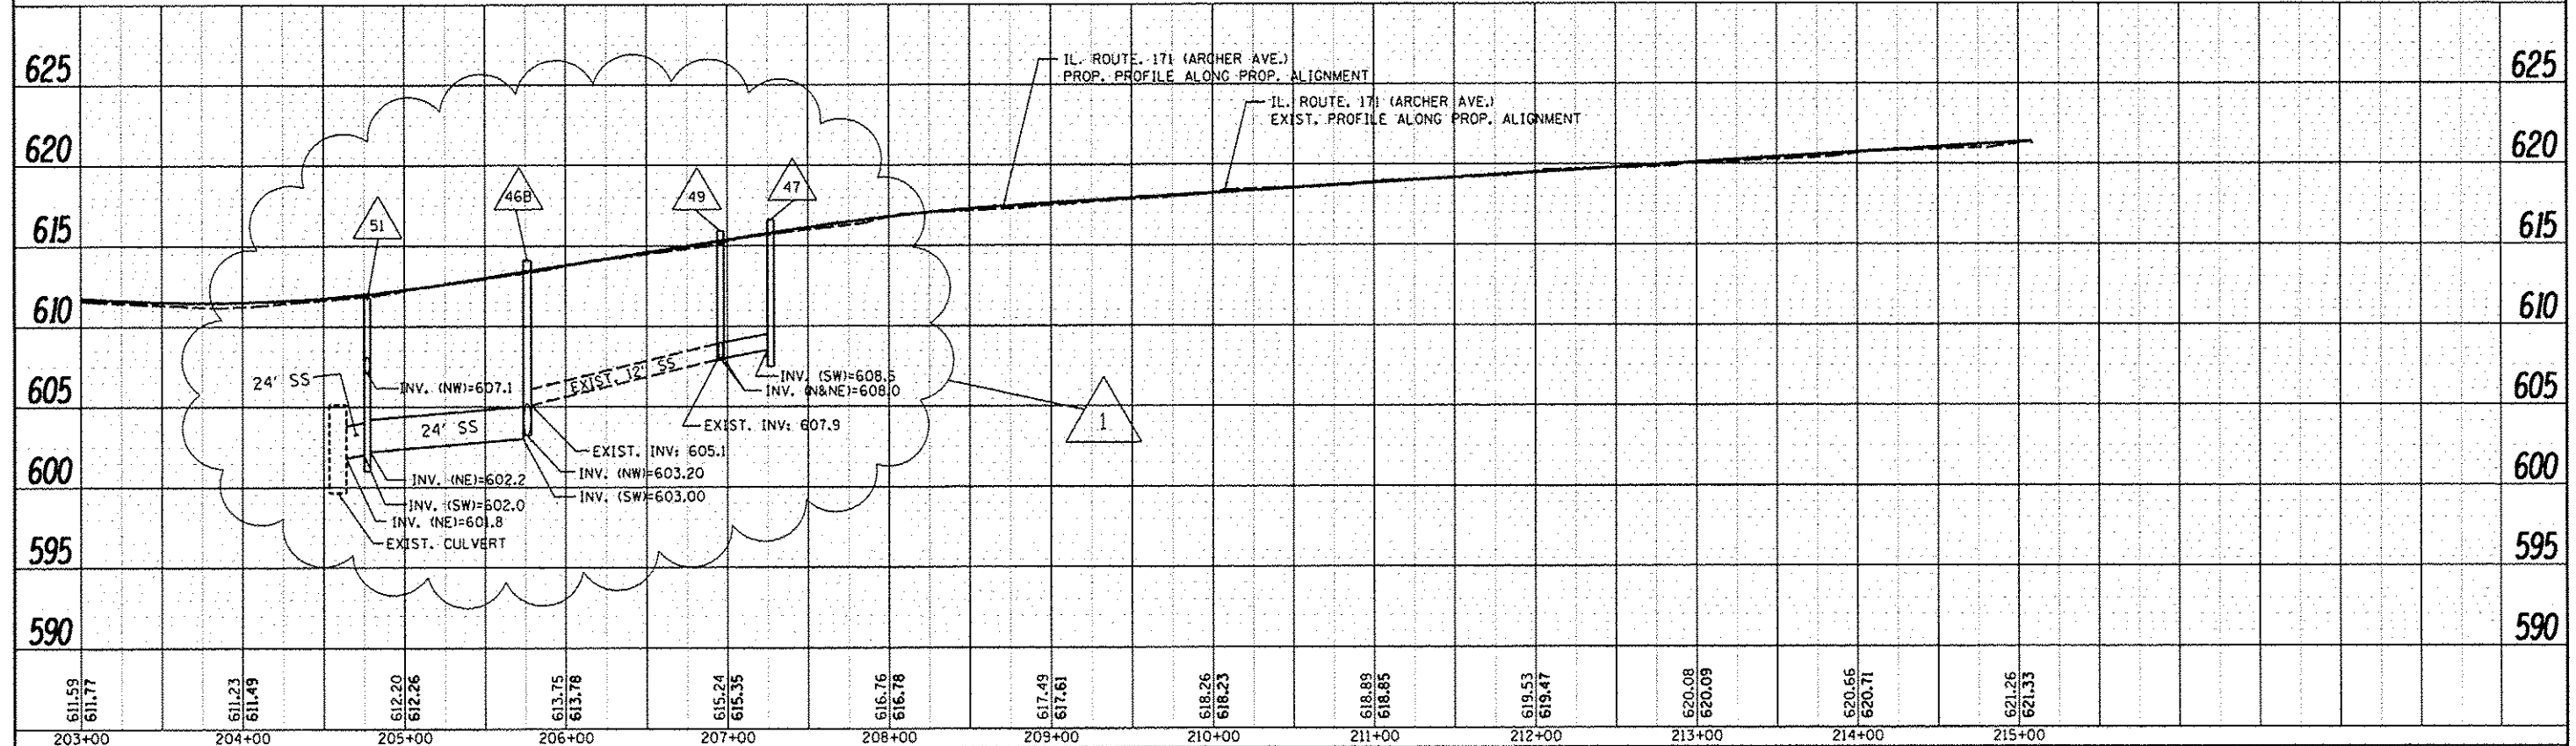 625
625
IL. ROUTE. 171 (ARCHER AVE.)
PROP. PROFILE ALONG PROP. ALIGNMENT
IL. ROUTE. 171 (ARCHER AVE.)
EXIST. PROFILE ALONG PROP. ALIGNMENT
620
620
51
46B
49
47
615
615
610
610
24' SS
INV. (NW)=607.1
EXIST. 12' SS
INV. (SW)=608.5
INV. (N&NE)=608.0
605
605
24' SS
EXIST. INV: 607.9
1
EXIST. INV: 605.1
INV. (NW)=603.20
INV. (SW)=603.00
600
600
INV. (NE)=602.2
INV. (SW)=602.0
INV. (NE)=601.8
EXIST. CULVERT
595
595
590
590
611.59
611.77
611.23
611.49
612.20
612.26
613.75
613.78
615.24
615.35
616.76
616.78
617.49
617.61
618.26
618.23
618.89
618.85
619.53
619.47
620.08
620.09
620.66
620.71
621.26
621.33
203+00 204+00 205+00 206+00 207+00 208+00 209+00 210+00 211+00 212+00 213+00 214+00 215+00